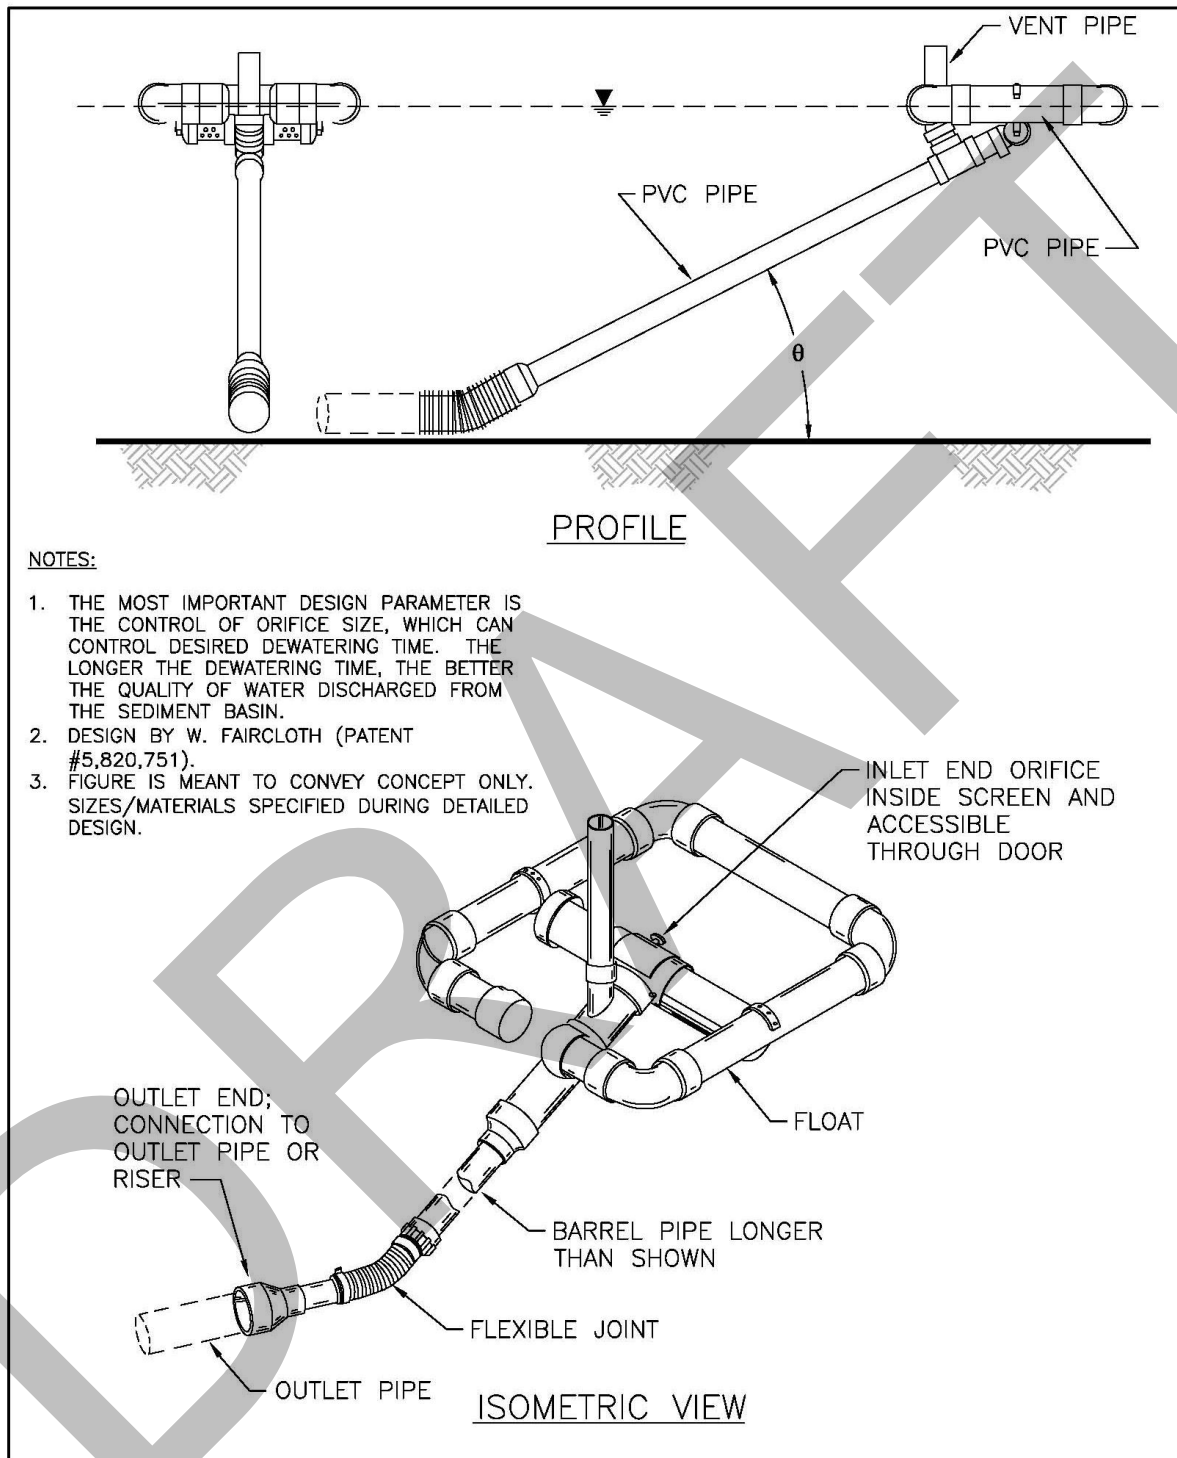 VENT PIPE
PVC PIPE
PVC PIPE
θ
PROFILE
NOTES:
1. THE MOST IMPORTANT DESIGN PARAMETER IS
THE CONTROL OF ORIFICE SIZE, WHICH CAN
CONTROL DESIRED DEWATERING TIME. THE
LONGER THE DEWATERING TIME, THE BETTER
THE QUALITY OF WATER DISCHARGED FROM
THE SEDIMENT BASIN.
2. DESIGN BY W. FAIRCLOTH (PATENT
#5,820,751).
3. FIGURE IS MEANT TO CONVEY CONCEPT ONLY.
SIZES/MATERIALS SPECIFIED DURING DETAILED
DESIGN.
INLET END ORIFICE
INSIDE SCREEN AND
ACCESSIBLE
THROUGH DOOR
FLOAT
OUTLET END;
CONNECTION TO
OUTLET PIPE OR
RISER
BARREL PIPE LONGER
THAN SHOWN
FLEXIBLE JOINT
OUTLET PIPE
ISOMETRIC VIEW
DRAFT